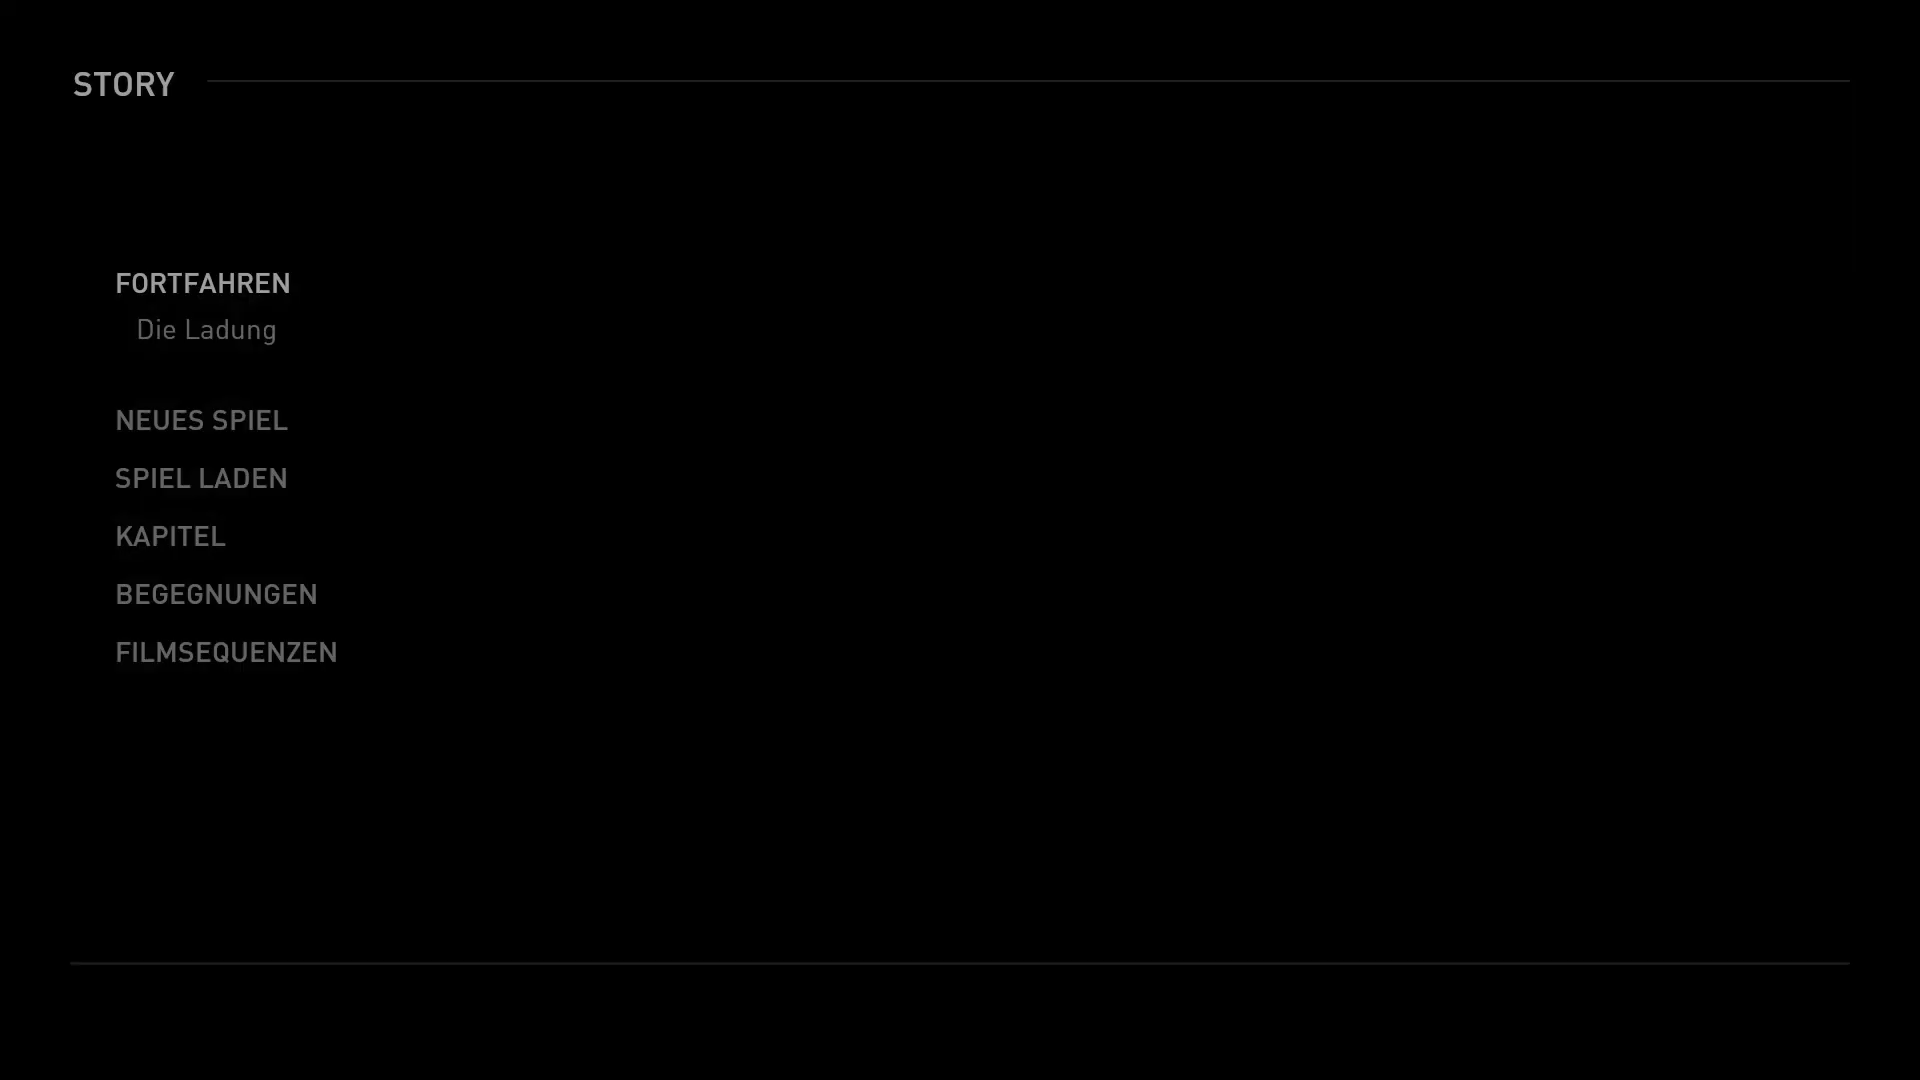 STORY
FORTFAHREN
Die Ladung
NEUES SPIEL
SPIEL LADEN
KAPITEL
BEGEGNUNGEN
FILMSEQUENZEN